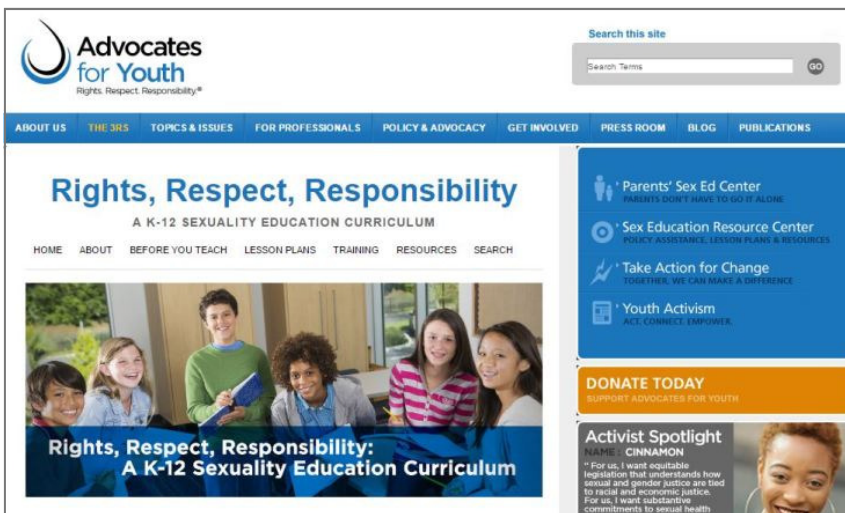 Advocates
for Youth
Rights. Respect. Responsibility.®
Search this site
Search Terms
GO
ABOUT US THE 3RS TOPICS & ISSUES FOR PROFESSIONALS POLICY & ADVOCACY GET INVOLVED PRESS ROOM BLOG PUBLICATIONS
Rights, Respect, Responsibility
A K-12 SEXUALITY EDUCATION CURRICULUM
HOME ABOUT BEFORE YOU TEACH LESSON PLANS TRAINING RESOURCES SEARCH
Rights, Respect, Responsibility:
A K-12 Sexuality Education Curriculum
Parents' Sex Ed Center
PARENTS DON'T HAVE TO GO IT ALONE
Sex Education Resource Center
POLICY ASSISTANCE, LESSON PLANS & RESOURCES
Take Action for Change
TOGETHER, WE CAN MAKE A DIFFERENCE
Youth Activism
ACT. CONNECT. EMPOWER.
DONATE TODAY
SUPPORT ADVOCATES FOR YOUTH
Activist Spotlight
NAME : CINNAMON
“ For us, I want equitable
legislation that understands how
sexual and gender justice are tied
to racial and economic justice.
For us, I want substantive
commitments to sexual health